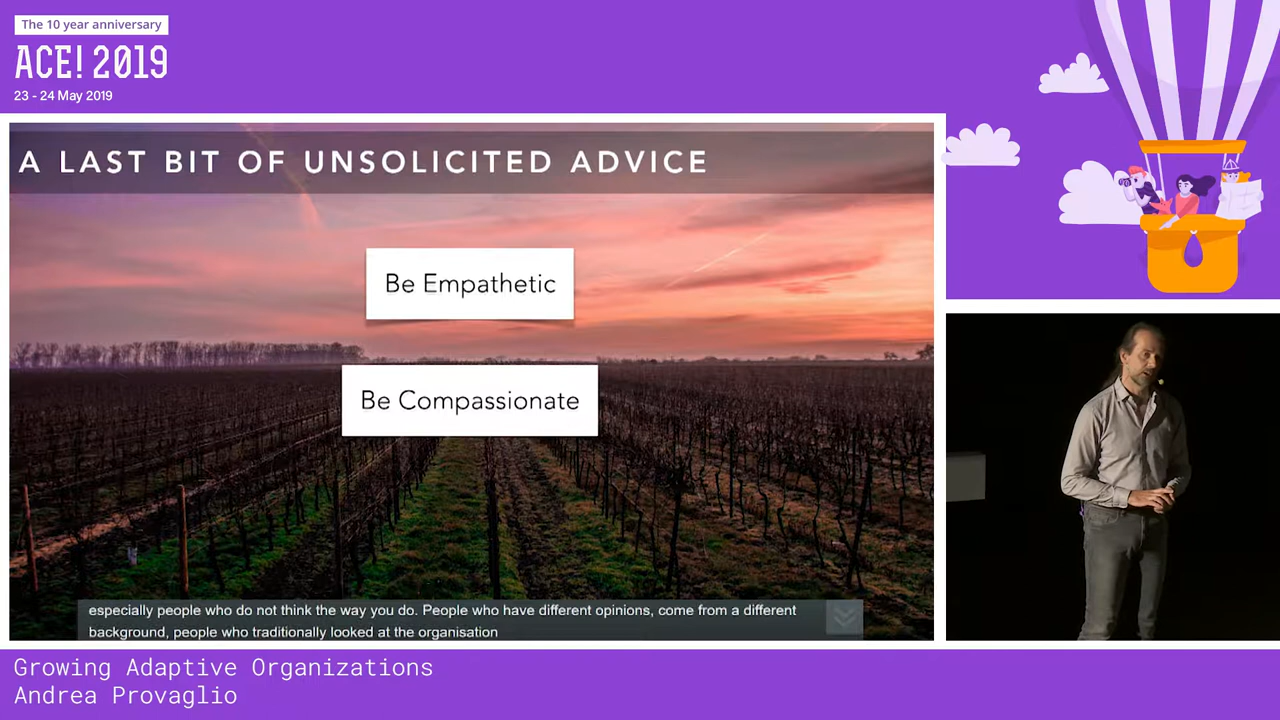 The 10 year anniversary
ACE! 2019
23 - 24 May 2019
A LAST BIT OF UNSOLICITED ADVICE
Be Empathetic
Be Compassionate
especially people who do not think the way you do. People who have different opinions, come from a different
background, people who traditionally looked at the organisation
Growing Adaptive Organizations
Andrea Provaglio